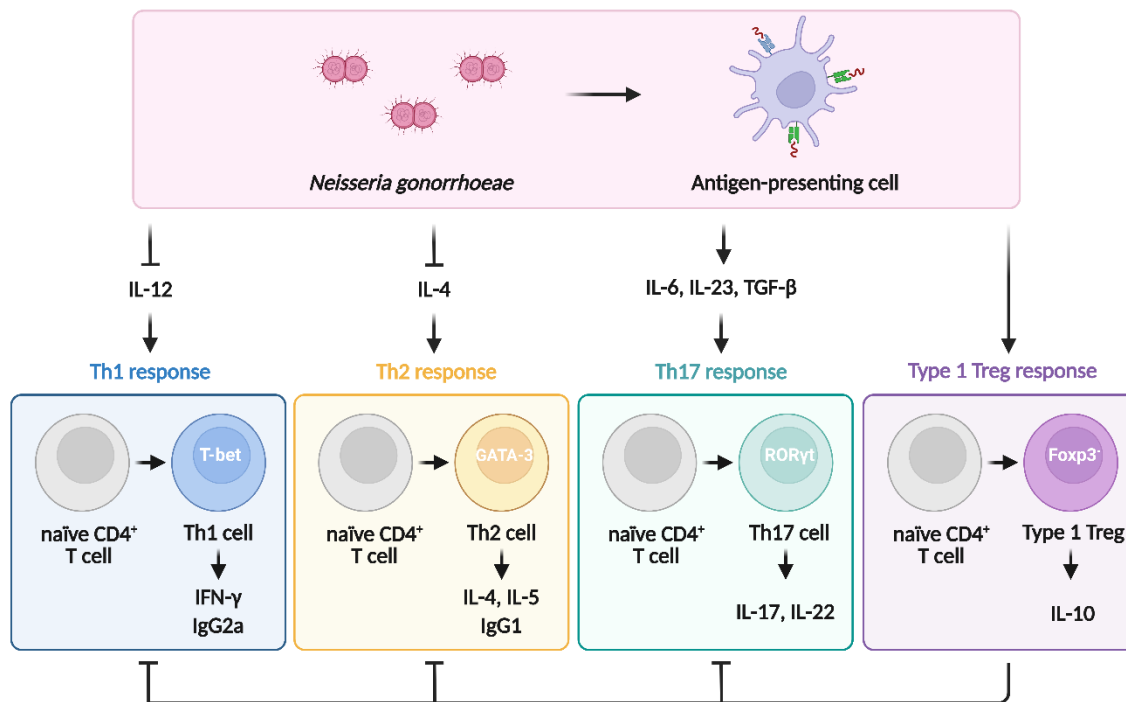 Neisseria gonorrhoeae
Antigen-presenting cell
IL-12
IL-4
IL-6, IL-23, TGF-β
Th1 response
Th2 response
Th17 response
Type 1 Treg response
T-bet
naïve CD4⁺
T cell
Th1 cell
IFN-γ
IgG2a
GATA-3
naïve CD4⁺
T cell
Th2 cell
IL-4, IL-5
IgG1
RORγt
naïve CD4⁺
T cell
Th17 cell
IL-17, IL-22
Foxp3⁻
naïve CD4⁺
T cell
Type 1 Treg
IL-10